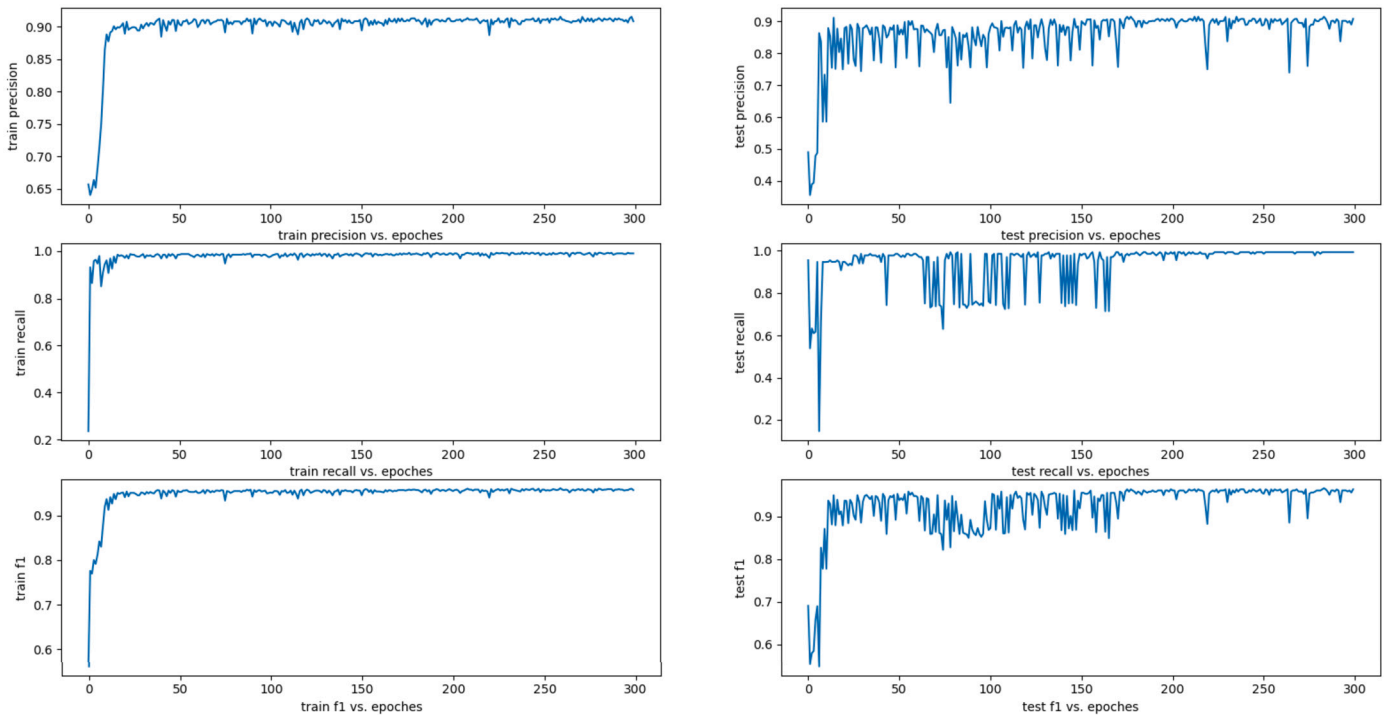 train precision
0.90
0.85
0.80
0.75
0.70
0.65
0 50 100 150 200 250 300
train precision vs. epoches
test precision
0.9
0.8
0.7
0.6
0.5
0.4
0 50 100 150 200 250 300
test precision vs. epoches
train recall
1.0
0.8
0.6
0.4
0.2
0 50 100 150 200 250 300
train recall vs. epoches
test recall
1.0
0.8
0.6
0.4
0.2
0 50 100 150 200 250 300
test recall vs. epoches
train f1
0.9
0.8
0.7
0.6
0 50 100 150 200 250 300
train f1 vs. epoches
test f1
0.9
0.8
0.7
0.6
0 50 100 150 200 250 300
test f1 vs. epoches